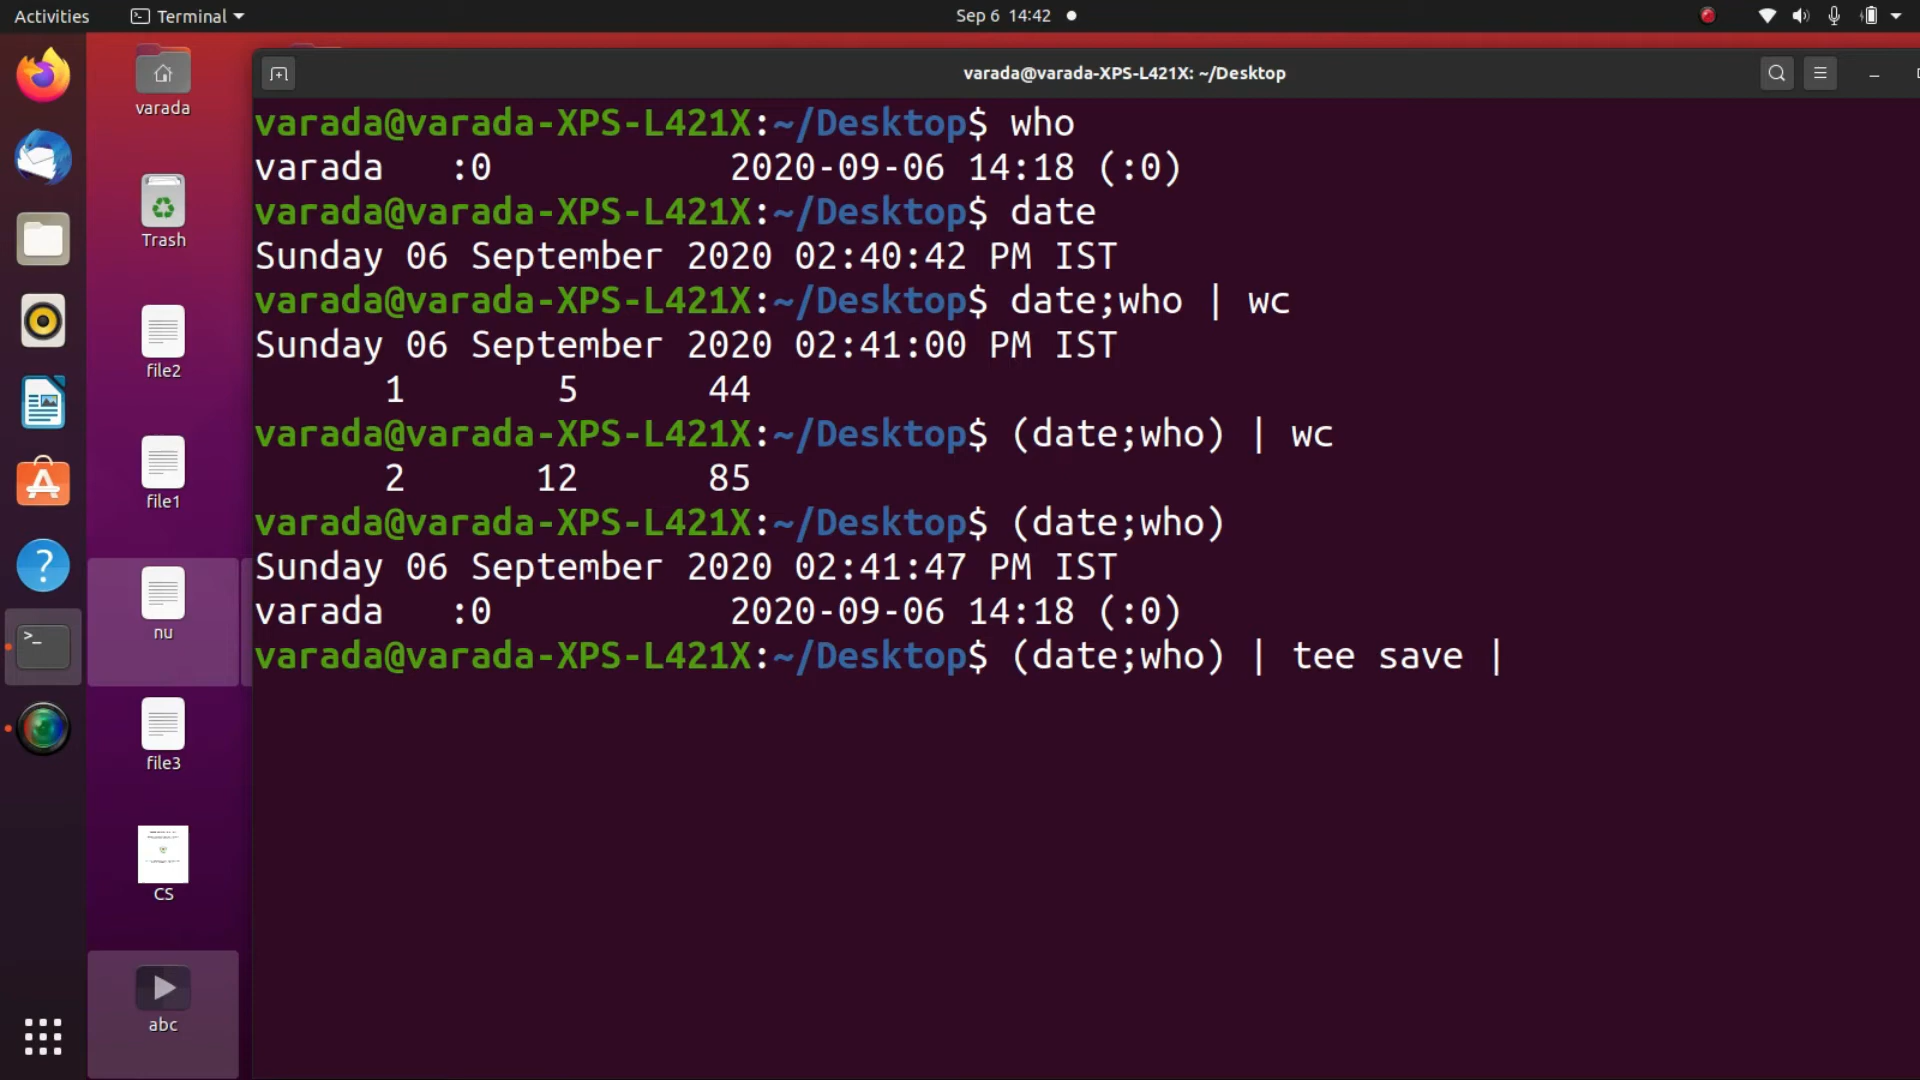 Activities
Terminal
Sep 6 14:42
varada@varada-XPS-L421X: ~/Desktop
varada
Trash
file2
file1
nu
file3
CS
abc
varada@varada-XPS-L421X:~/Desktop$ who
varada   :0           2020-09-06 14:18 (:0)
varada@varada-XPS-L421X:~/Desktop$ date
Sunday 06 September 2020 02:40:42 PM IST
varada@varada-XPS-L421X:~/Desktop$ date;who | wc
Sunday 06 September 2020 02:41:00 PM IST
      1       5      44
varada@varada-XPS-L421X:~/Desktop$ (date;who) | wc
      2      12      85
varada@varada-XPS-L421X:~/Desktop$ (date;who)
Sunday 06 September 2020 02:41:47 PM IST
varada   :0           2020-09-06 14:18 (:0)
varada@varada-XPS-L421X:~/Desktop$ (date;who) | tee save |